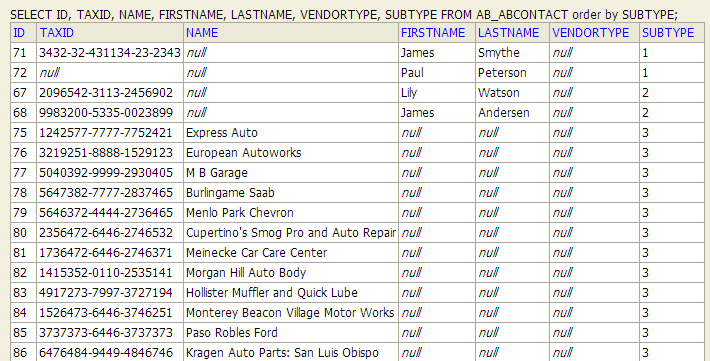 SELECT ID, TAXID, NAME, FIRSTNAME, LASTNAME, VENDORTYPE, SUBTYPE FROM AB_ABCONTACT order by SUBTYPE;
ID TAXID NAME FIRSTNAME LASTNAME VENDORTYPE SUBTYPE
71 3432-32-431134-23-2343 null James Smythe null 1
72 null null Paul Peterson null 1
67 2096542-3113-2456902 null Lily Watson null 2
68 9983200-5335-0023899 null James Andersen null 2
75 1242577-7777-7752421 Express Auto null null null 3
76 3219251-8888-1529123 European Autoworks null null null 3
77 5040392-9999-2930405 M B Garage null null null 3
78 5647382-7777-2837465 Burlingame Saab null null null 3
79 5646372-4444-2736465 Menlo Park Chevron null null null 3
80 2356472-6446-2746532 Cupertino's Smog Pro and Auto Repair null null null 3
81 1736472-6446-2746371 Meinecke Car Care Center null null null 3
82 1415352-0110-2535141 Morgan Hill Auto Body null null null 3
83 4917273-7997-3727194 Hollister Muffler and Quick Lube null null null 3
84 1526473-6446-3746251 Monterey Beacon Village Motor Works null null null 3
85 3737373-6446-3737373 Paso Robles Ford null null null 3
86 6476484-9449-4846746 Kragen Auto Parts: San Luis Obispo null null null 3